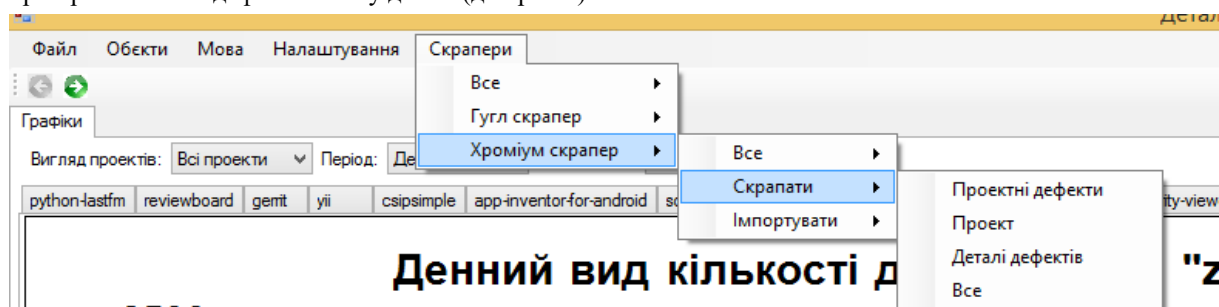 Детал
Файл Обєкти Мова Налаштування Скрапери
Все
Гугл скрапер
Хроміум скрапер
Все
Скрапати
Імпортувати
Проектні дефекти
Проект
Деталі дефектів
Все
Графіки
Вигляд проектів: Всі проекти Період: Де
python-lastfm reviewboard gerrit yii csipsimple app-inventor-for-android ity-view
Денний вид кількості д "z